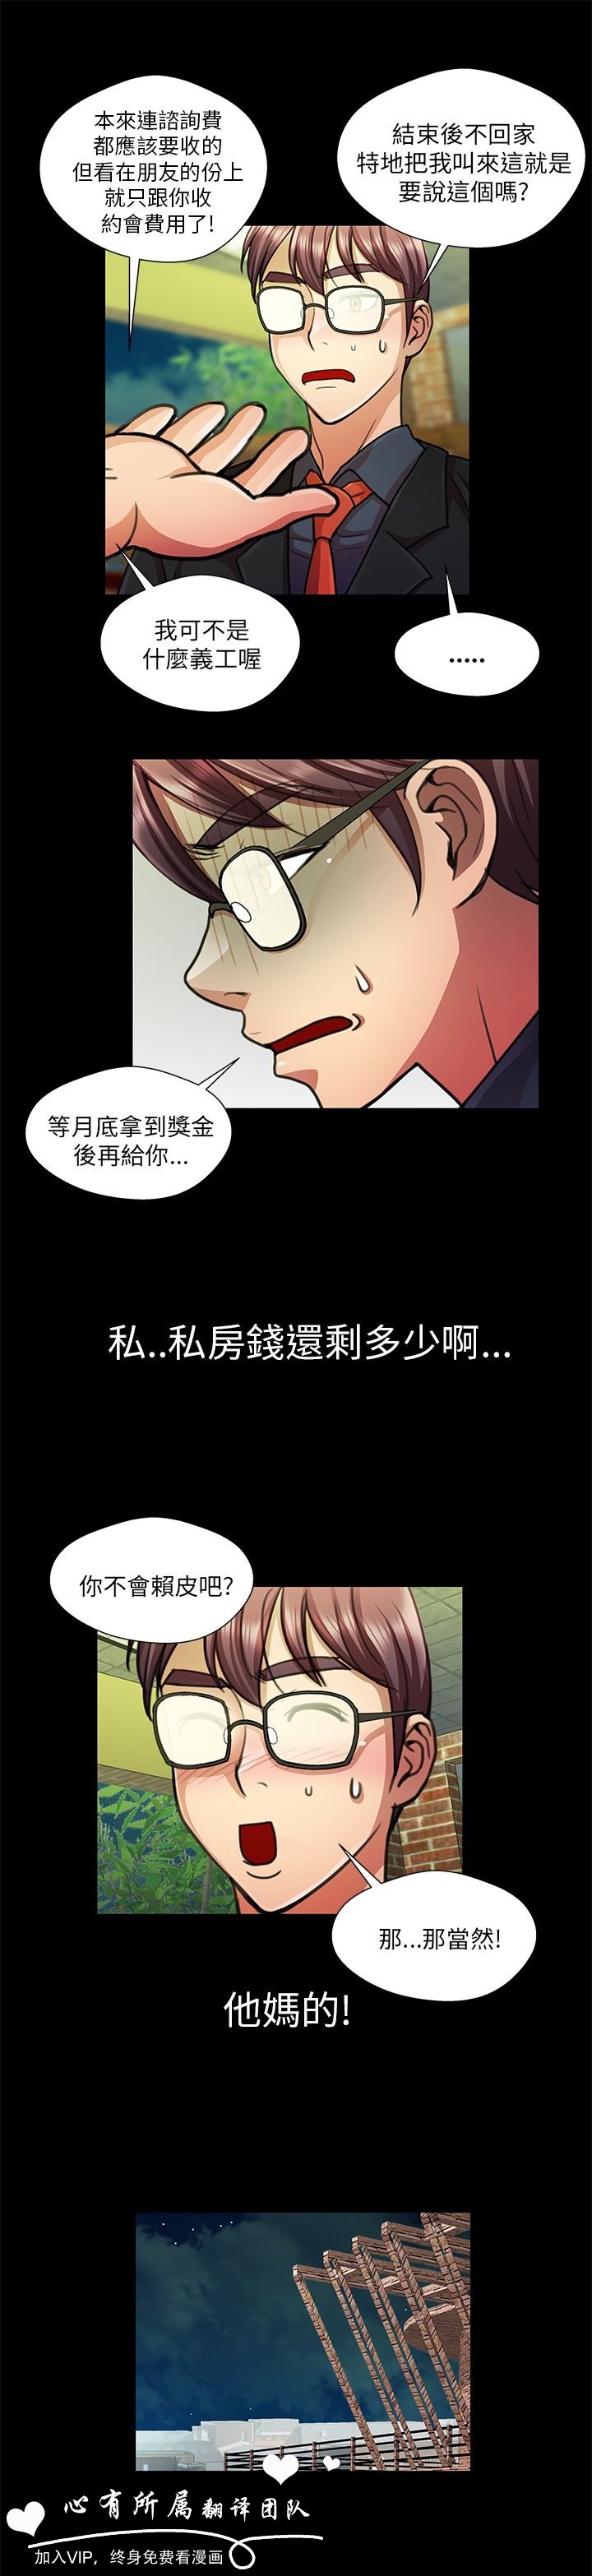 結束後不回家
特地把我叫來這就是
要說這個嗎?
本來連諮詢費
都應該要收的
但看在朋友的份上
就只跟你收
約會費用了!
我可不是
什麼義工喔
.....
等月底拿到獎金
後再給你...
私..私房錢還剩多少啊...
你不會賴皮吧?
那...那當然!
他媽的!
心有所属翻译团队
加入VIP，终身免费看漫画